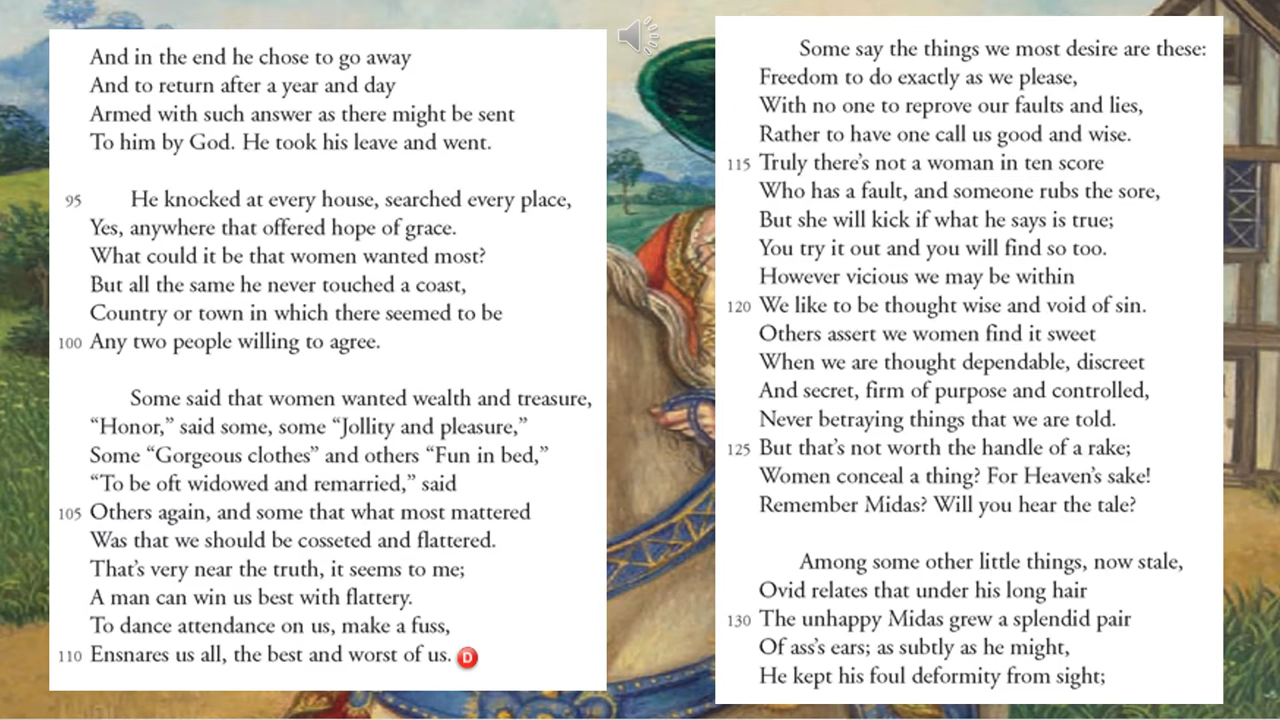 And in the end he chose to go away
And to return after a year and day
Armed with such answer as there might be sent
To him by God. He took his leave and went.
95 He knocked at every house, searched every place,
Yes, anywhere that offered hope of grace.
What could it be that women wanted most?
But all the same he never touched a coast,
Country or town in which there seemed to be
100 Any two people willing to agree.
Some said that women wanted wealth and treasure,
“Honor,” said some, some “Jollity and pleasure,”
Some “Gorgeous clothes” and others “Fun in bed,”
“To be oft widowed and remarried,” said
105 Others again, and some that what most mattered
Was that we should be cosseted and flattered.
That’s very near the truth, it seems to me;
A man can win us best with flattery.
To dance attendance on us, make a fuss,
110 Ensnares us all, the best and worst of us. D
Some say the things we most desire are these:
Freedom to do exactly as we please,
With no one to reprove our faults and lies,
Rather to have one call us good and wise.
115 Truly there’s not a woman in ten score
Who has a fault, and someone rubs the sore,
But she will kick if what he says is true;
You try it out and you will find so too.
However vicious we may be within
120 We like to be thought wise and void of sin.
Others assert we women find it sweet
When we are thought dependable, discreet
And secret, firm of purpose and controlled,
Never betraying things that we are told.
125 But that’s not worth the handle of a rake;
Women conceal a thing? For Heaven’s sake!
Remember Midas? Will you hear the tale?
Among some other little things, now stale,
Ovid relates that under his long hair
130 The unhappy Midas grew a splendid pair
Of ass’s ears; as subtly as he might,
He kept his foul deformity from sight;